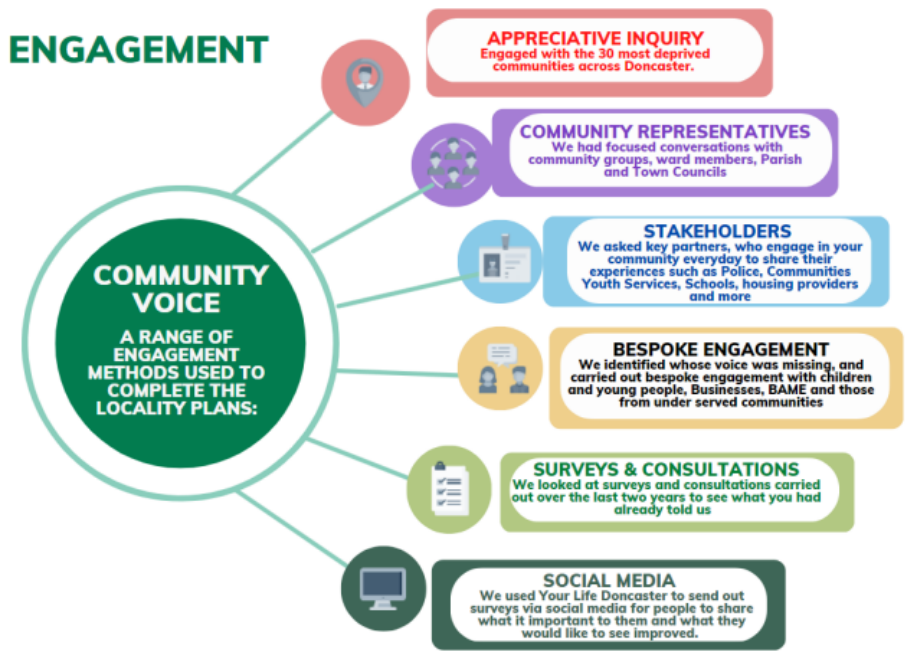 ENGAGEMENT
COMMUNITY
VOICE
A RANGE OF
ENGAGEMENT
METHODS USED TO
COMPLETE THE
LOCALITY PLANS:
APPRECIATIVE INQUIRY
Engaged with the 30 most deprived
communities across Doncaster.
COMMUNITY REPRESENTATIVES
We had focused conversations with
community groups, ward members, Parish
and Town Councils
STAKEHOLDERS
We asked key partners, who engage in your
community everyday to share their
experiences such as Police, Communities
Youth Services, Schools, housing providers
and more
BESPOKE ENGAGEMENT
We identified whose voice was missing, and
carried out bespoke engagement with children
and young people, Businesses, BAME and those
from under served communities
SURVEYS & CONSULTATIONS
We looked at surveys and consultations carried
out over the last two years to see what you had
already told us
SOCIAL MEDIA
We used Your Life Doncaster to send out
surveys via social media for people to share
what it important to them and what they
would like to see improved.